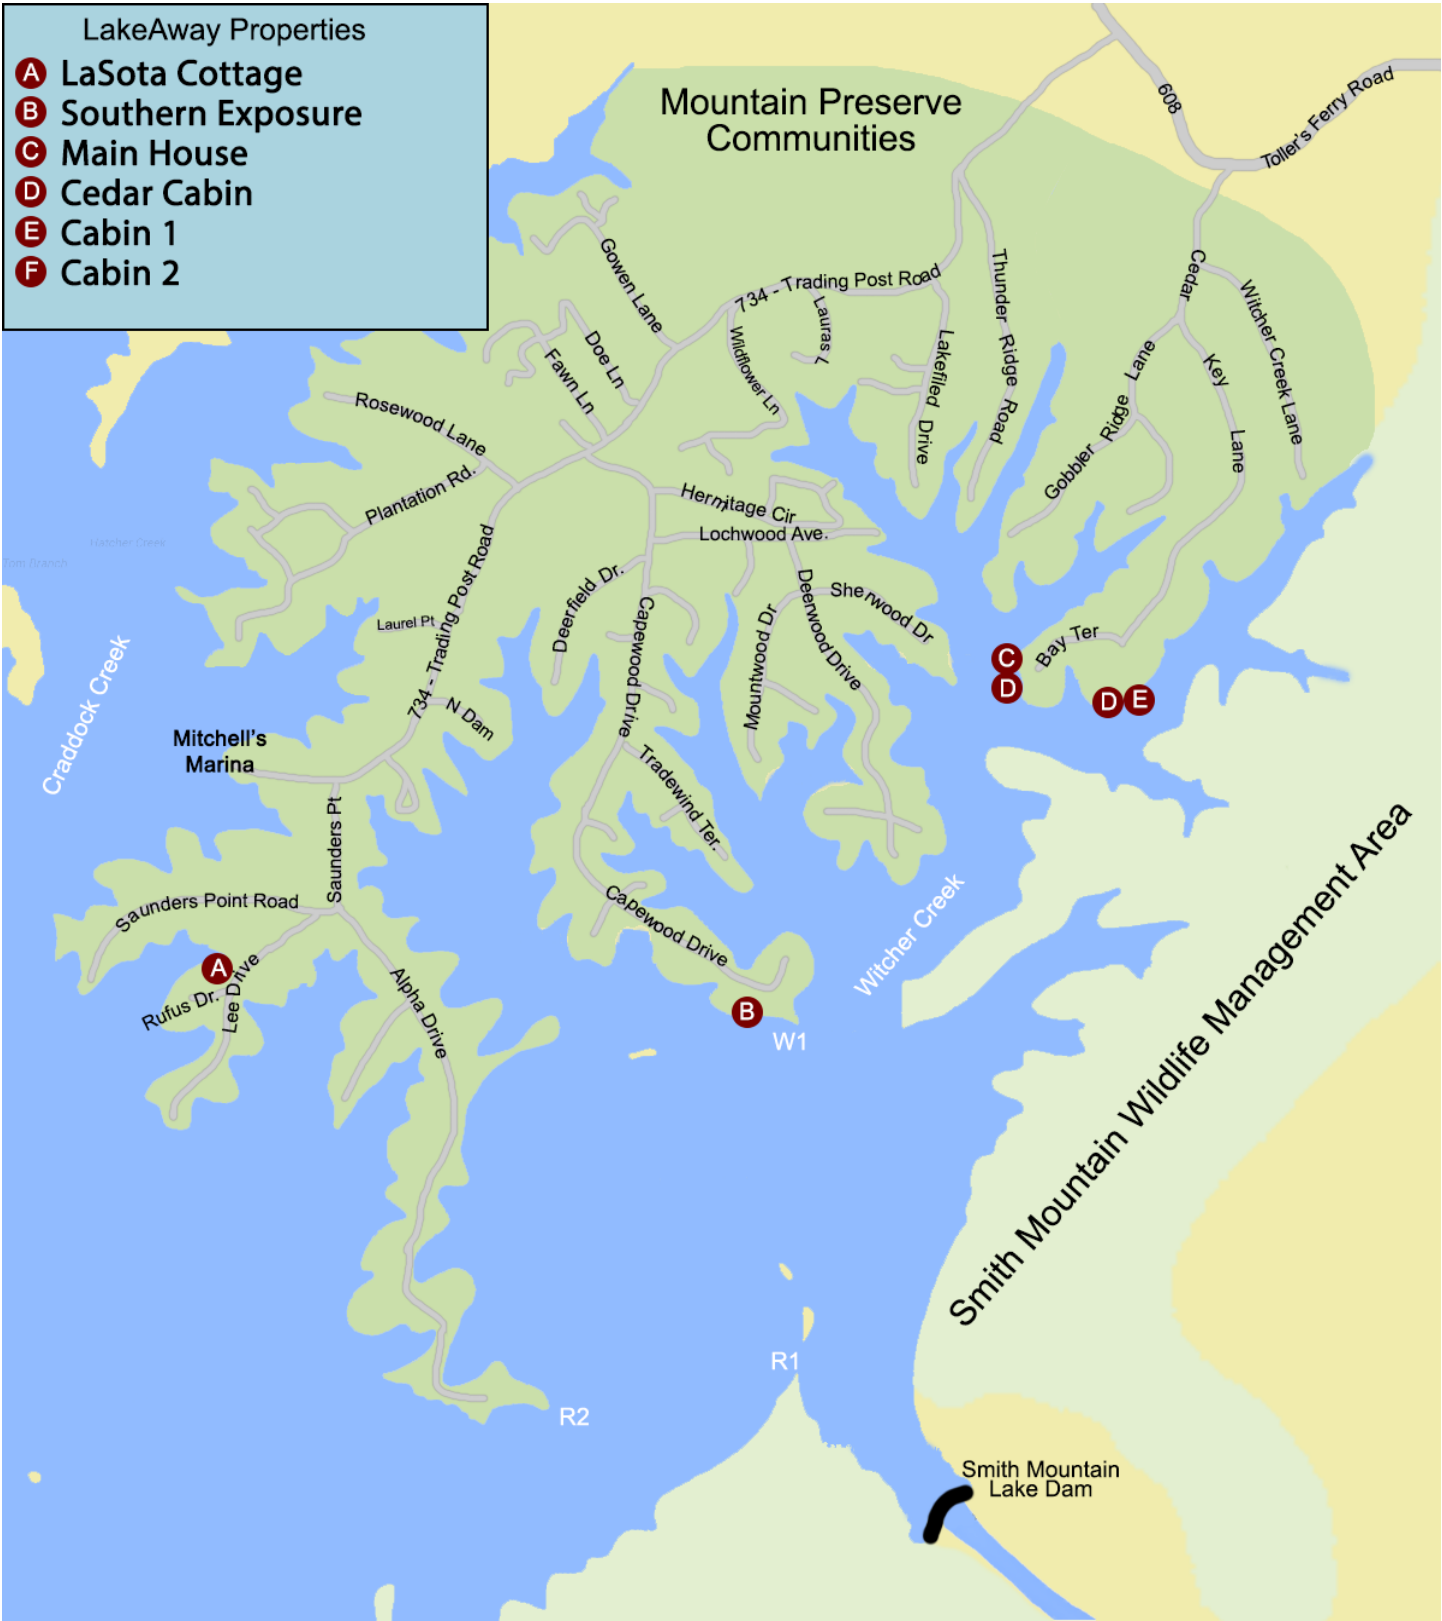 LakeAway Properties
A LaSota Cottage
B Southern Exposure
C Main House
D Cedar Cabin
E Cabin 1
F Cabin 2
Mountain Preserve
Communities
608
Toller's Ferry Road
Gowen Lane
734 - Trading Post Road
Lauras L
Wildflower Ln
Lakefiled Drive
Thunder Ridge Road
Cedar
Witcher Creek Lane
Key
Lane
Gobbler Ridge Lane
Doe Ln
Fawn Ln
Rosewood Lane
Plantation Rd.
Hermitage Cir
Lochwood Ave.
Hatcher Creek
Tom Branch
734 - Trading Post Road
Laurel Pt
Deerfield Dr.
Capewood Drive
Mountwood Dr
Deerwood Drive
Sherwood Dr
Bay Ter
C
D
D
E
Craddock Creek
N Dam
Mitchell's
Marina
Tradewind Ter.
Saunders Pt
Saunders Point Road
Capewood Drive
Witcher Creek
A
Rufus Dr.
Lee Drive
Alpha Drive
B
W1
Smith Mountain Wildlife Management Area
R1
R2
Smith Mountain
Lake Dam